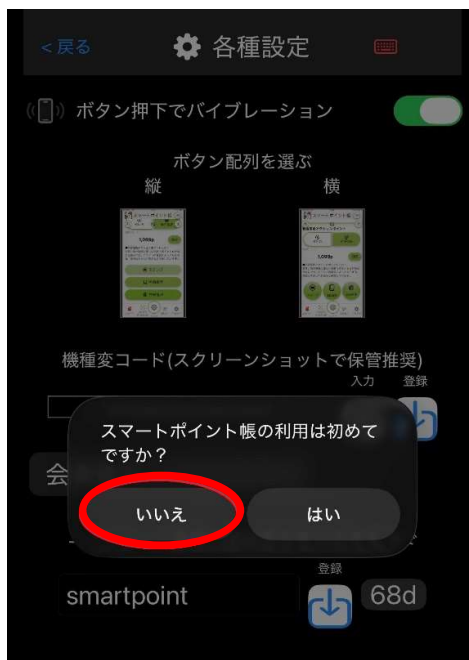 <戻る 各種設定
ボタン押下でバイブレーション
ボタン配列を選ぶ
縦 横
機種変コード(スクリーンショットで保管推奨)
入力 登録
スマートポイント帳の利用は初めて
ですか？
会
いいえ はい
登録
smartpoint 68d